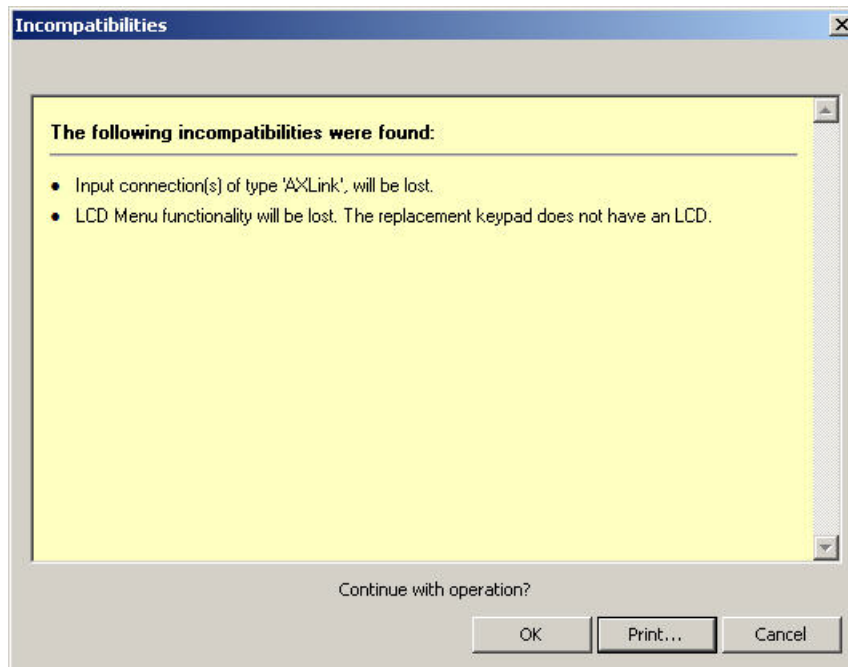 Incompatibilities
The following incompatibilities were found:
• Input connection(s) of type 'AXLink', will be lost.
• LCD Menu functionality will be lost. The replacement keypad does not have an LCD.
Continue with operation?
OK Print... Cancel